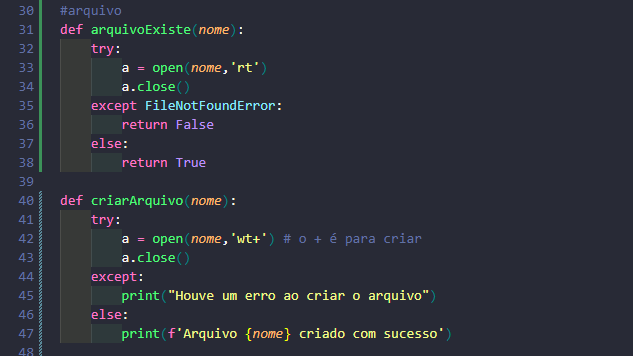 30 #arquivo
31 def arquivoExiste(nome):
32     try:
33         a = open(nome,'rt')
34         a.close()
35     except FileNotFoundError:
36         return False
37     else:
38         return True
39
40 def criarArquivo(nome):
41     try:
42         a = open(nome,'wt+') # o + é para criar
43         a.close()
44     except:
45         print("Houve um erro ao criar o arquivo")
46     else:
47         print(f'Arquivo {nome} criado com sucesso')
48